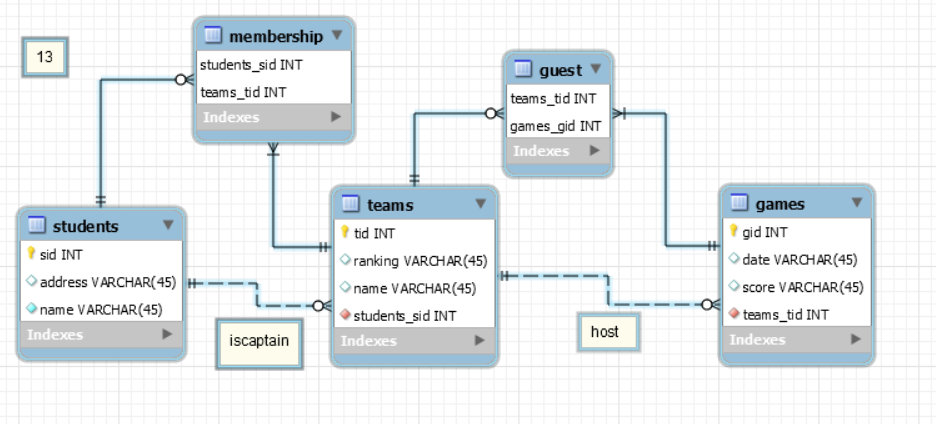 13
membership
students_sid INT
teams_tid INT
Indexes
guest
teams_tid INT
games_gid INT
Indexes
students
sid INT
address VARCHAR(45)
name VARCHAR(45)
Indexes
iscaptain
teams
tid INT
ranking VARCHAR(45)
name VARCHAR(45)
students_sid INT
Indexes
host
games
gid INT
date VARCHAR(45)
score VARCHAR(45)
teams_tid INT
Indexes